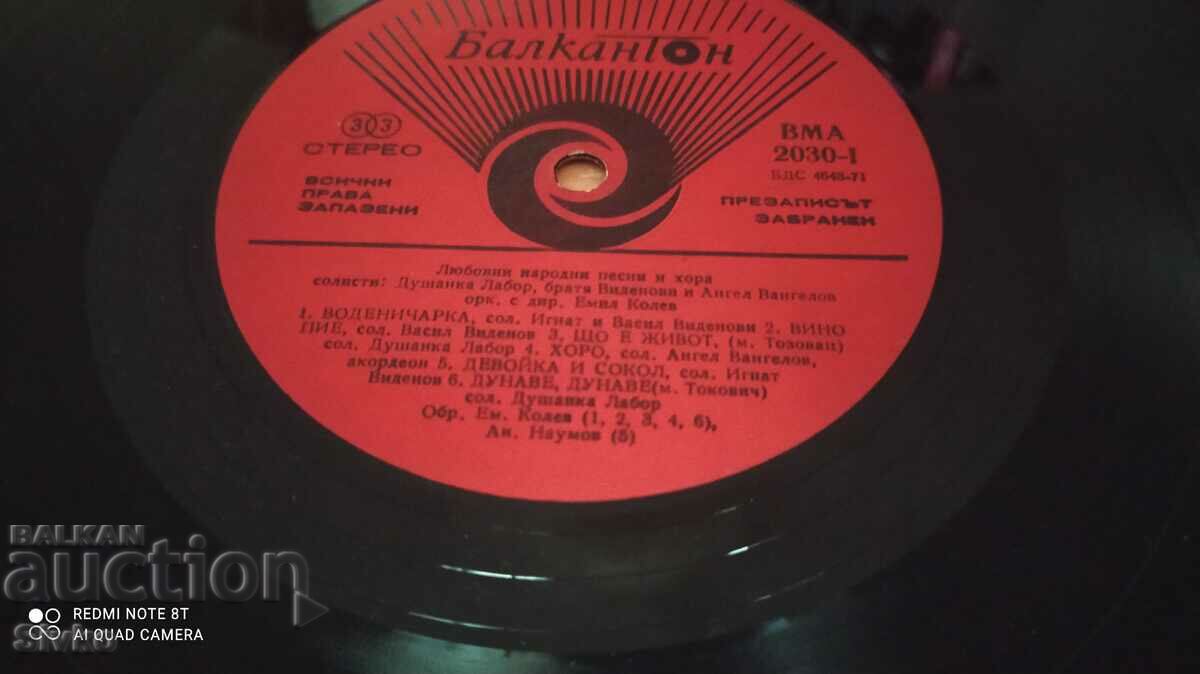 Балкантон
33
СТЕРЕО
ВСИЧКИ
ПРАВА
ЗАПАЗЕНИ
ВМА
2030-I
БДС 4648-71
ПРЕЗАПИСЪТ
ЗАБРАНЕН
Любовни народни песни и хора
солисти: Душанка Лабор, братя Виденови и Ангел Вангелов
орк. с дир. Емил Колев
1. ВОДЕНИЧАРКА, сол. Игнат и Васил Виденови 2. ВИНО
ПИЕ, сол. Васил Виденов 3. ЩО Е ЖИВОТ, (м. Тозовац)
сол. Душанка Лабор 4. ХОРО, сол. Ангел Вангелов,
акордеон 5. ДЕВОЙКА И СОКОЛ, сол. Игнат
Виденов 6. ДУНАВЕ, ДУНАВЕ(м. Токович)
сол. Душанка Лабор
Обр. Ем. Колев (1, 2, 3, 4, 6),
Ан. Наумов (5)
BALKAN
auction
REDMI NOTE 8T
AI QUAD CAMERA
Sivko